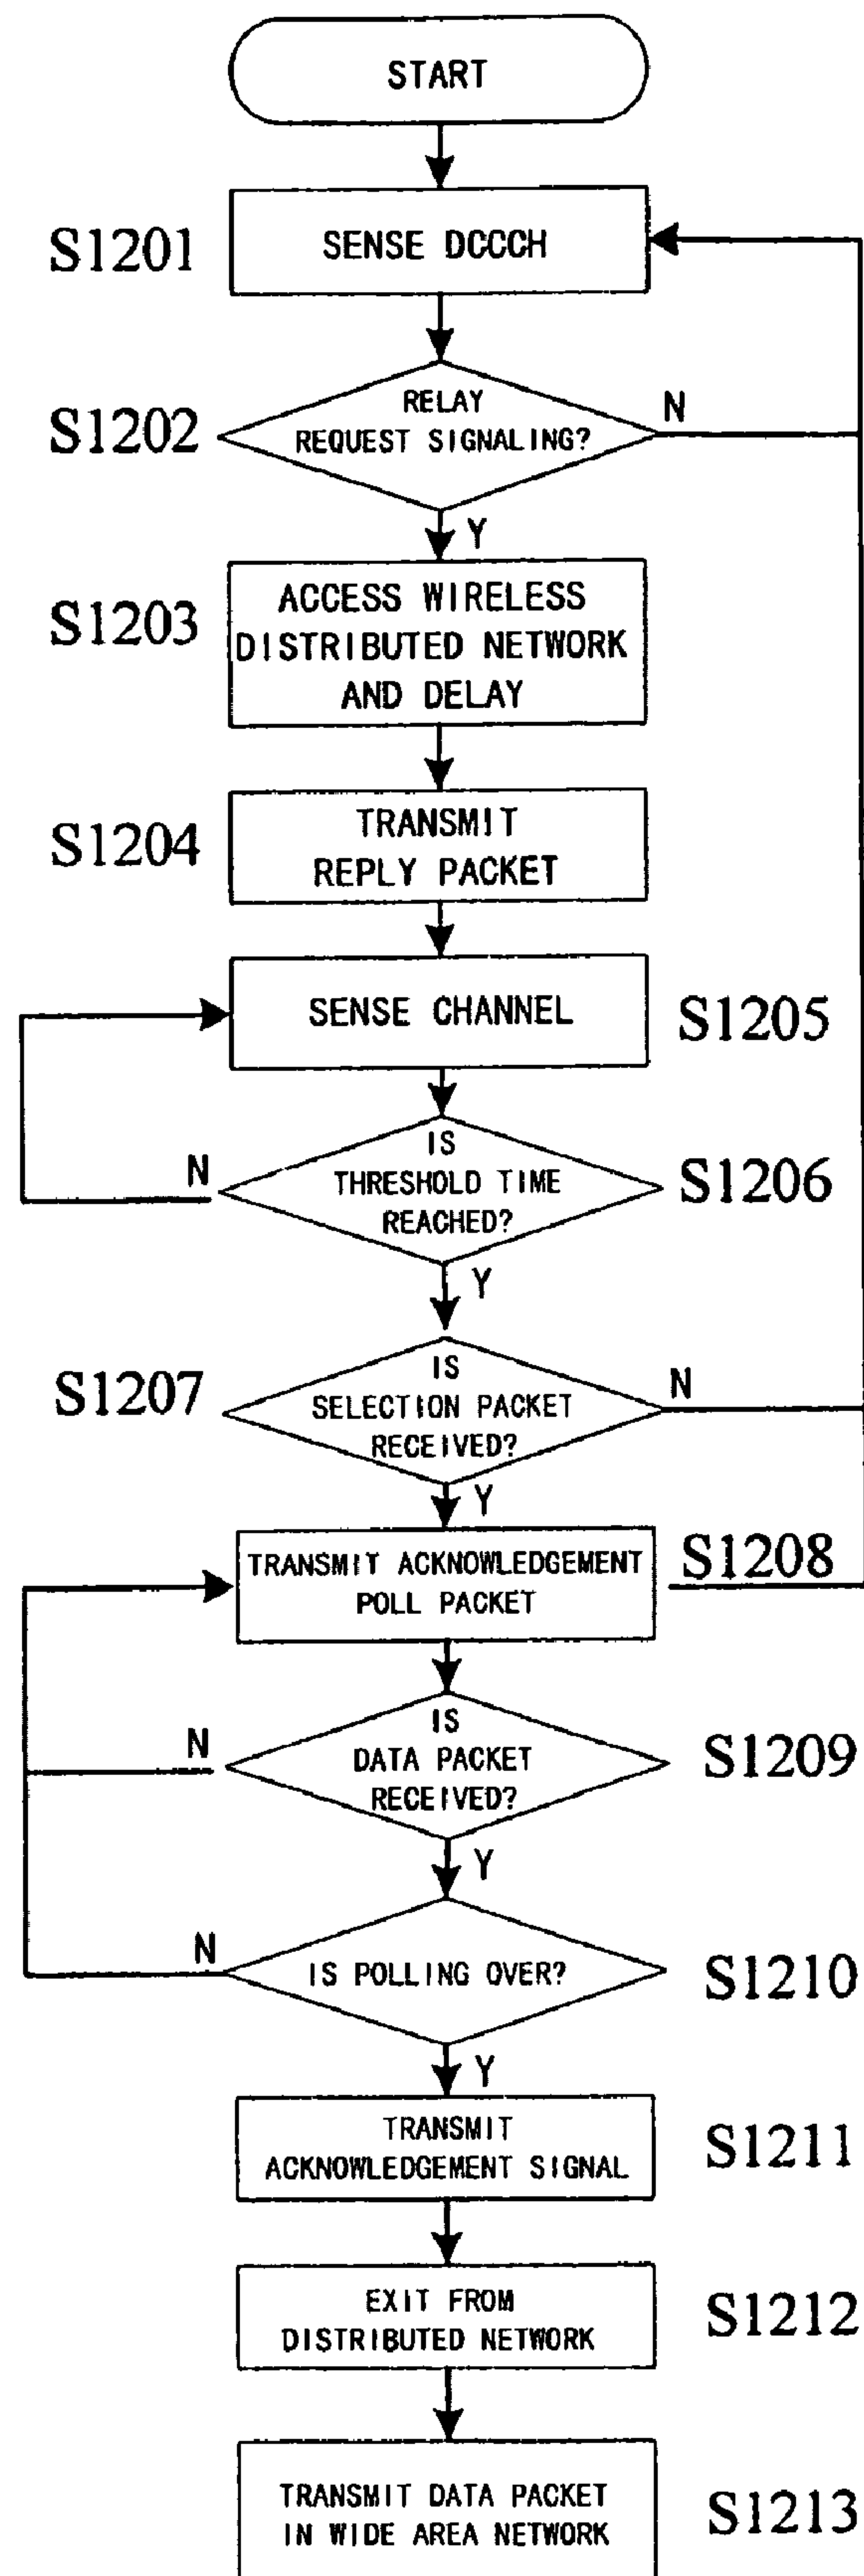 START
S1201
SENSE DCCCH
S1202
RELAY
REQUEST SIGNALING?
N
Y
S1203
ACCESS WIRELESS
DISTRIBUTED NETWORK
AND DELAY
S1204
TRANSMIT
REPLY PACKET
SENSE CHANNEL
S1205
N
IS
THRESHOLD TIME
REACHED?
S1206
Y
S1207
IS
SELECTION PACKET
RECEIVED?
N
Y
TRANSMIT ACKNOWLEDGEMENT
POLL PACKET
S1208
N
IS
DATA PACKET
RECEIVED?
S1209
Y
N
IS POLLING OVER?
S1210
Y
TRANSMIT
ACKNOWLEDGEMENT SIGNAL
S1211
EXIT FROM
DISTRIBUTED NETWORK
S1212
TRANSMIT DATA PACKET
IN WIDE AREA NETWORK
S1213